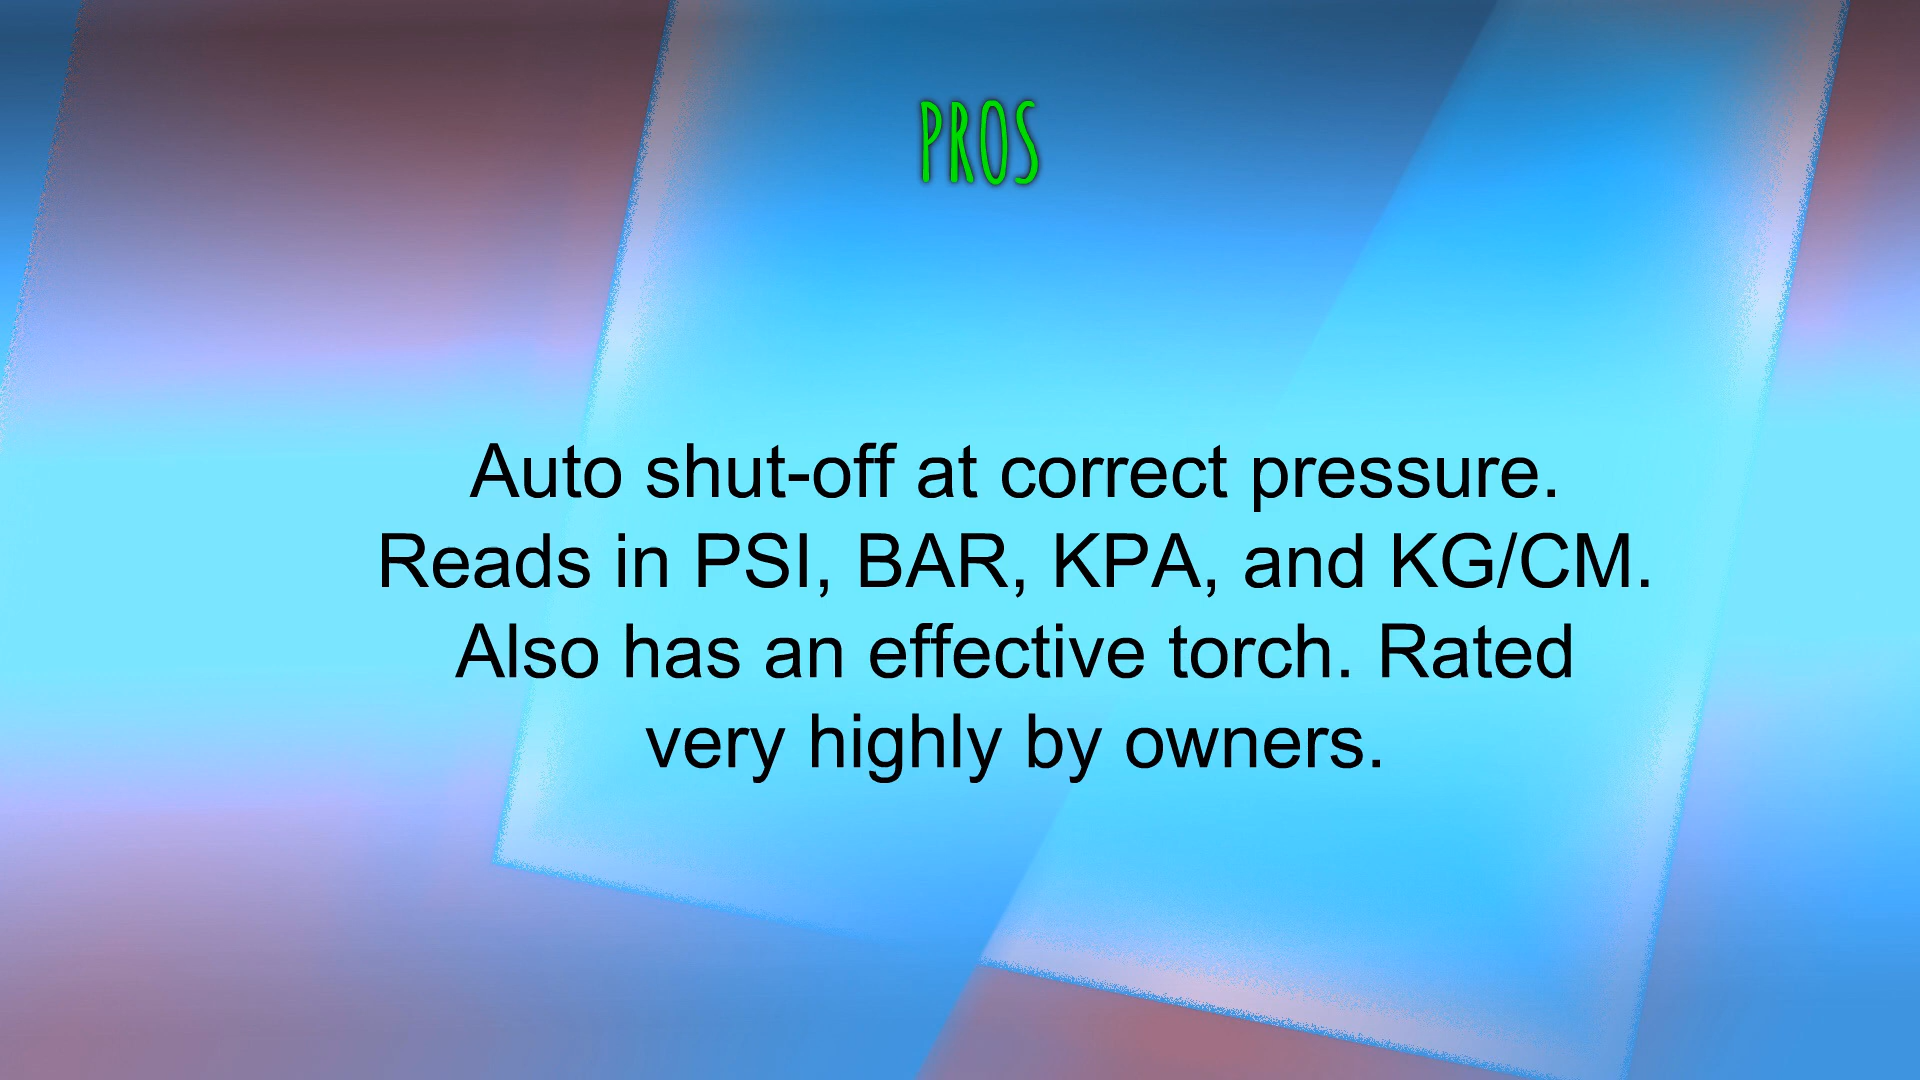 PROS
Auto shut-off at correct pressure.
Reads in PSI, BAR, KPA, and KG/CM.
Also has an effective torch. Rated
very highly by owners.